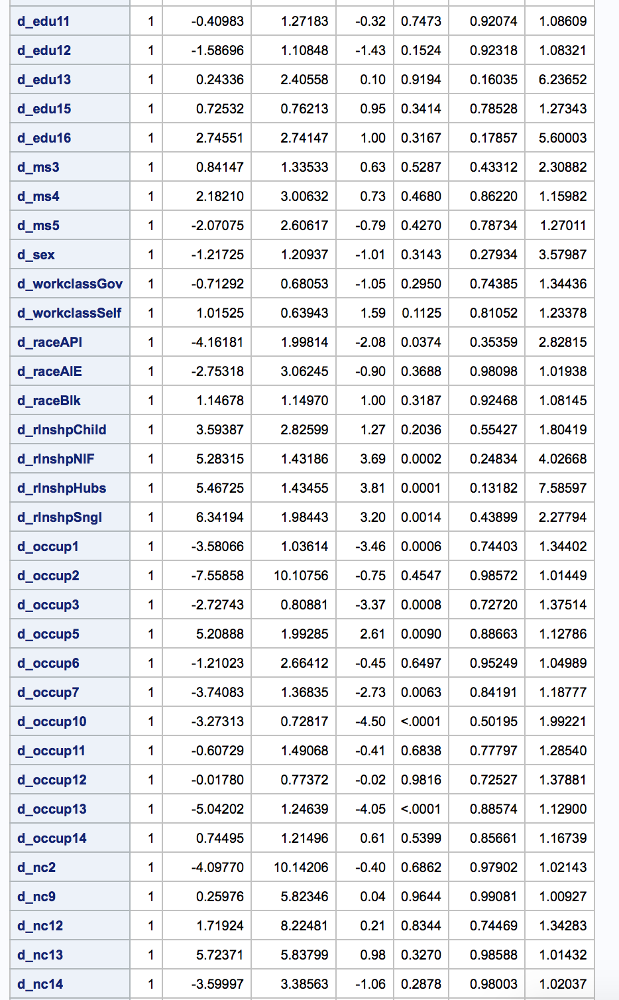 d_edu11 1 -0.40983 1.27183 -0.32 0.7473 0.92074 1.08609
d_edu12 1 -1.58696 1.10848 -1.43 0.1524 0.92318 1.08321
d_edu13 1 0.24336 2.40558 0.10 0.9194 0.16035 6.23652
d_edu15 1 0.72532 0.76213 0.95 0.3414 0.78528 1.27343
d_edu16 1 2.74551 2.74147 1.00 0.3167 0.17857 5.60003
d_ms3 1 0.84147 1.33533 0.63 0.5287 0.43312 2.30882
d_ms4 1 2.18210 3.00632 0.73 0.4680 0.86220 1.15982
d_ms5 1 -2.07075 2.60617 -0.79 0.4270 0.78734 1.27011
d_sex 1 -1.21725 1.20937 -1.01 0.3143 0.27934 3.57987
d_workclassGov 1 -0.71292 0.68053 -1.05 0.2950 0.74385 1.34436
d_workclassSelf 1 1.01525 0.63943 1.59 0.1125 0.81052 1.23378
d_raceAPI 1 -4.16181 1.99814 -2.08 0.0374 0.35359 2.82815
d_raceAIE 1 -2.75318 3.06245 -0.90 0.3688 0.98098 1.01938
d_raceBlk 1 1.14678 1.14970 1.00 0.3187 0.92468 1.08145
d_rlnshpChild 1 3.59387 2.82599 1.27 0.2036 0.55427 1.80419
d_rlnshpNIF 1 5.28315 1.43186 3.69 0.0002 0.24834 4.02668
d_rlnshpHubs 1 5.46725 1.43455 3.81 0.0001 0.13182 7.58597
d_rlnshpSngl 1 6.34194 1.98443 3.20 0.0014 0.43899 2.27794
d_occup1 1 -3.58066 1.03614 -3.46 0.0006 0.74403 1.34402
d_occup2 1 -7.55858 10.10756 -0.75 0.4547 0.98572 1.01449
d_occup3 1 -2.72743 0.80881 -3.37 0.0008 0.72720 1.37514
d_occup5 1 5.20888 1.99285 2.61 0.0090 0.88663 1.12786
d_occup6 1 -1.21023 2.66412 -0.45 0.6497 0.95249 1.04989
d_occup7 1 -3.74083 1.36835 -2.73 0.0063 0.84191 1.18777
d_occup10 1 -3.27313 0.72817 -4.50 <.0001 0.50195 1.99221
d_occup11 1 -0.60729 1.49068 -0.41 0.6838 0.77797 1.28540
d_occup12 1 -0.01780 0.77372 -0.02 0.9816 0.72527 1.37881
d_occup13 1 -5.04202 1.24639 -4.05 <.0001 0.88574 1.12900
d_occup14 1 0.74495 1.21496 0.61 0.5399 0.85661 1.16739
d_nc2 1 -4.09770 10.14206 -0.40 0.6862 0.97902 1.02143
d_nc9 1 0.25976 5.82346 0.04 0.9644 0.99081 1.00927
d_nc12 1 1.71924 8.22481 0.21 0.8344 0.74469 1.34283
d_nc13 1 5.72371 5.83799 0.98 0.3270 0.98588 1.01432
d_nc14 1 -3.59997 3.38563 -1.06 0.2878 0.98003 1.02037